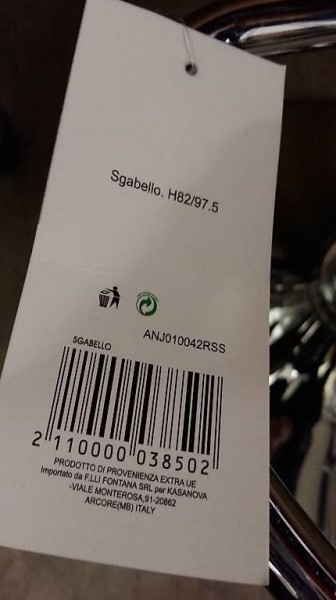 Sgabello. H82/97.5
ANJ010042RSS
SGABELLO
2 110000 038502
PRODOTTO DI PROVENIENZA EXTRA UE
Importato da F.LLI FONTANA SRL per KASANOVA
-VIALE MONTEROSA,91-20862
ARCORE(MB) ITALY